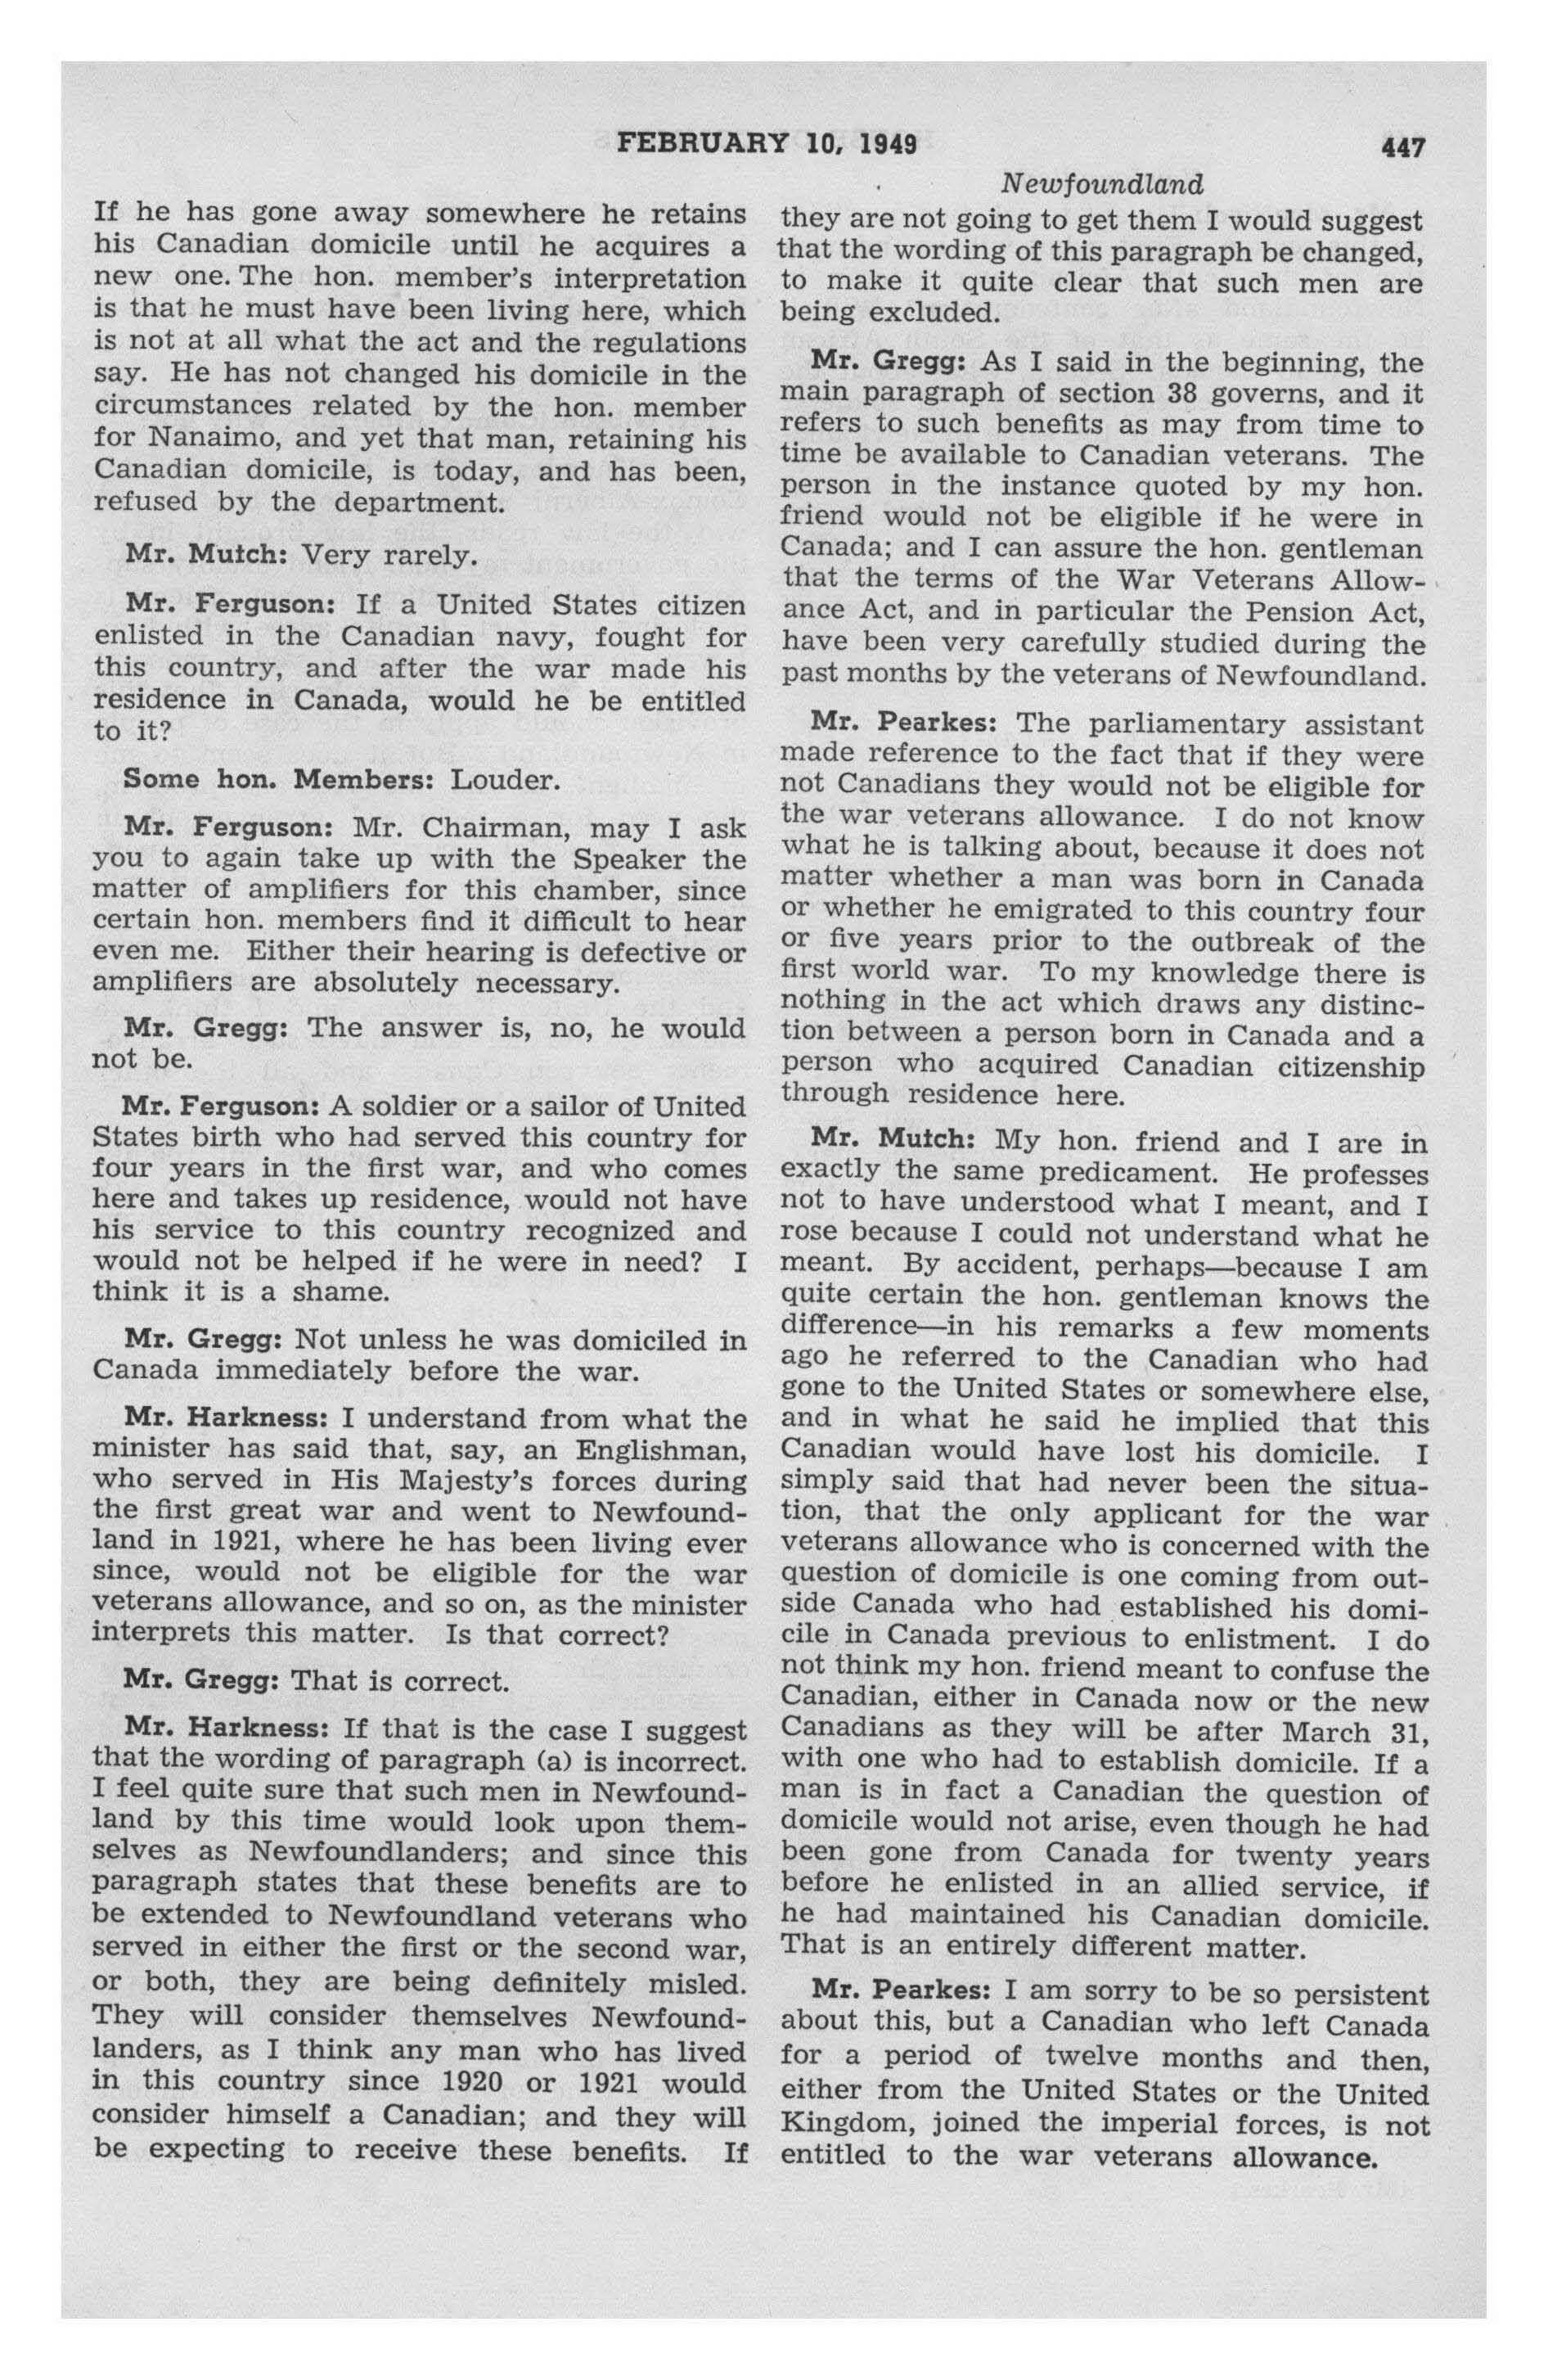 FEBRUARY 10, 1949
447
Newfoundland
If he has gone away somewhere he retains
his Canadian domicile until he acquires a
new one. The hon. member's interpretation
is that he must have been living here, which
is not at all what the act and the regulations
say. He has not changed his domicile in the
circumstances related by the hon. member
for Nanaimo, and yet that man, retaining his
Canadian domicile, is today, and has been,
refused by the department.
Mr. Mutch: Very rarely.
Mr. Ferguson: If a United States citizen
enlisted in the Canadian navy, fought for
this country, and after the war made his
residence in Canada, would he be entitled
to it?
Some hon. Members: Louder.
Mr. Ferguson: Mr. Chairman, may I ask
you to again take up with the Speaker the
matter of amplifiers for this chamber, since
certain hon. members find it difficult to hear
even me. Either their hearing is defective or
amplifiers are absolutely necessary.
Mr. Gregg: The answer is, no, he would
not be.
Mr. Ferguson: A soldier or a sailor of United
States birth who had served this country for
four years in the first war, and who comes
here and takes up residence, would not have
his service to this country recognized and
would not be helped if he were in need? I
think it is a shame.
Mr. Gregg: Not unless he was domiciled in
Canada immediately before the war.
Mr. Harkness: I understand from what the
minister has said that, say, an Englishman,
who served in His Majesty's forces during
the first great war and went to Newfound-
land in 1921, where he has been living ever
since, would not be eligible for the war
veterans allowance, and so on, as the minister
interprets this matter. Is that correct?
Mr. Gregg: That is correct.
Mr. Harkness: If that is the case I suggest
that the wording of paragraph (a) is incorrect.
I feel quite sure that such men in Newfound-
land by this time would look upon them-
selves as Newfoundlanders; and since this
paragraph states that these benefits are to
be extended to Newfoundland veterans who
served in either the first or the second war,
or both, they are being definitely misled.
They will consider themselves Newfound-
landers, as I think any man who has lived
in this country since 1920 or 1921 would
consider himself a Canadian; and they will
be expecting to receive these benefits. If
they are not going to get them I would suggest
that the wording of this paragraph be changed,
to make it quite clear that such men are
being excluded.
Mr. Gregg: As I said in the beginning, the
main paragraph of section 38 governs, and it
refers to such benefits as may from time to
time be available to Canadian veterans. The
person in the instance quoted by my hon.
friend would not be eligible if he were in
Canada; and I can assure the hon. gentleman
that the terms of the War Veterans Allow-
ance Act, and in particular the Pension Act,
have been very carefully studied during the
past months by the veterans of Newfoundland.
Mr. Pearkes: The parliamentary assistant
made reference to the fact that if they were
not Canadians they would not be eligible for
the war veterans allowance. I do not know
what he is talking about, because it does not
matter whether a man was born in Canada
or whether he emigrated to this country four
or five years prior to the outbreak of the
first world war. To my knowledge there is
nothing in the act which draws any distinc-
tion between a person born in Canada and a
person who acquired Canadian citizenship
through residence here.
Mr. Mutch: My hon. friend and I are in
exactly the same predicament. He professes
not to have understood what I meant, and I
rose because I could not understand what he
meant. By accident, perhaps—because I am
quite certain the hon. gentleman knows the
difference—in his remarks a few moments
ago he referred to the Canadian who had
gone to the United States or somewhere else,
and in what he said he implied that this
Canadian would have lost his domicile. I
simply said that had never been the situa-
tion, that the only applicant for the war
veterans allowance who is concerned with the
question of domicile is one coming from out-
side Canada who had established his domi-
cile in Canada previous to enlistment. I do
not think my hon. friend meant to confuse the
Canadian, either in Canada now or the new
Canadians as they will be after March 31,
with one who had to establish domicile. If a
man is in fact a Canadian the question of
domicile would not arise, even though he had
been gone from Canada for twenty years
before he enlisted in an allied service, if
he had maintained his Canadian domicile.
That is an entirely different matter.
Mr. Pearkes: I am sorry to be so persistent
about this, but a Canadian who left Canada
for a period of twelve months and then,
either from the United States or the United
Kingdom, joined the imperial forces, is not
entitled to the war veterans allowance.